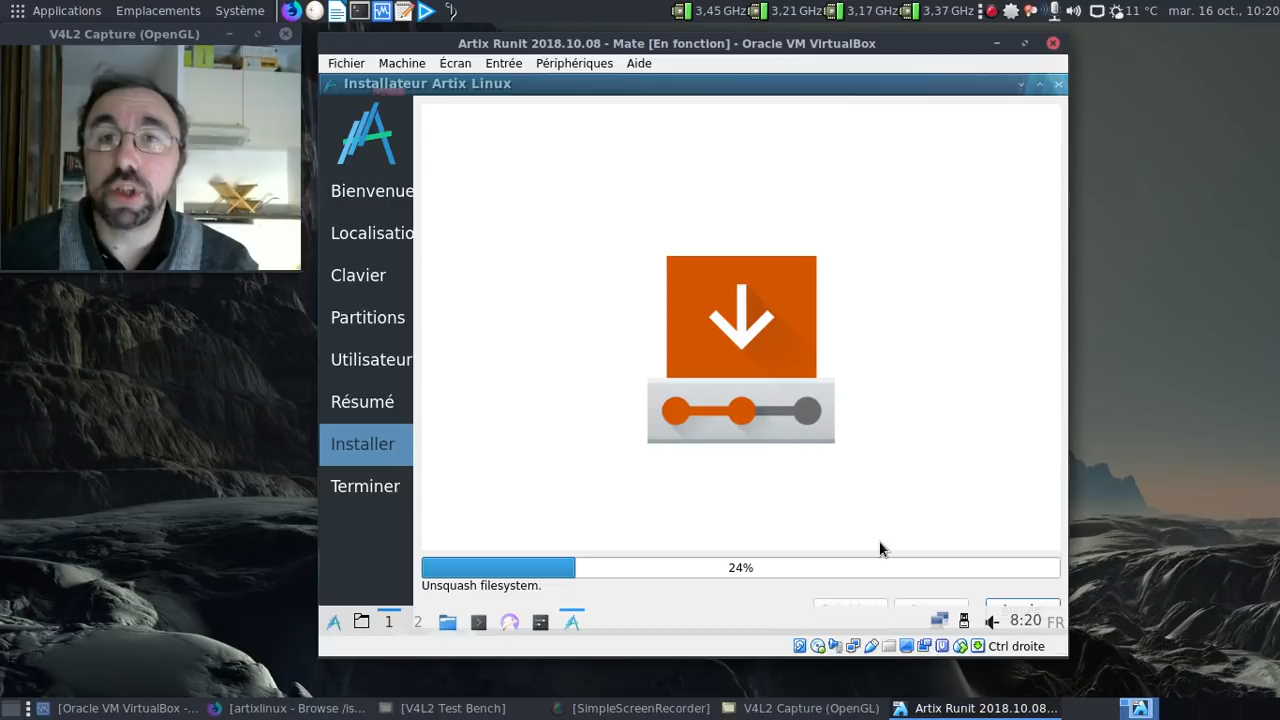 Applications Emplacements Système
3,45 GHz 3,21 GHz 3,17 GHz 3,37 GHz 11 °C mar. 16 oct., 10:20
V4L2 Capture (OpenGL)
Artix Runit 2018.10.08 - Mate [En fonction] - Oracle VM VirtualBox
Fichier Machine Écran Entrée Périphériques Aide
Installateur Artix Linux
Bienvenue
Localisatio
Clavier
Partitions
Utilisateur
Résumé
Installer
Terminer
24%
Unsquash filesystem.
1 2 8:20 FR
Ctrl droite
[Oracle VM VirtualBox -... [artixlinux - Browse /is... [V4L2 Test Bench] [SimpleScreenRecorder] V4L2 Capture (OpenGL) Artix Runit 2018.10.08...